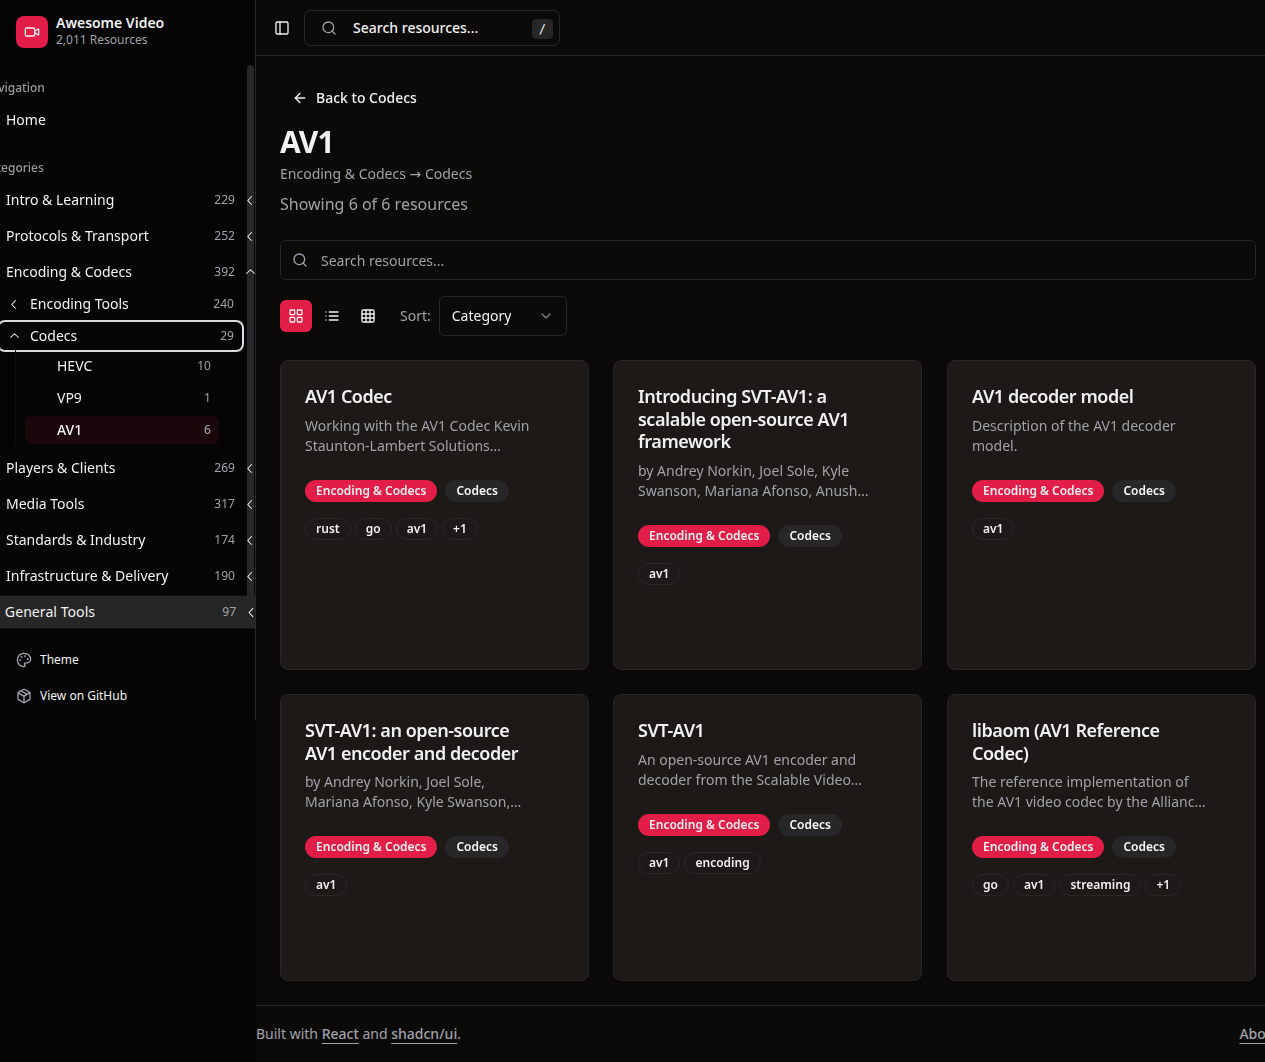 Awesome Video
2,011 Resources
Search resources...
/
vigation
Home
tegories
Intro & Learning 229
Protocols & Transport 252
Encoding & Codecs 392
Encoding Tools 240
Codecs 29
HEVC 10
VP9 1
AV1 6
Players & Clients 269
Media Tools 317
Standards & Industry 174
Infrastructure & Delivery 190
General Tools 97
Theme
View on GitHub
← Back to Codecs
AV1
Encoding & Codecs → Codecs
Showing 6 of 6 resources
Search resources...
Sort: Category
AV1 Codec
Working with the AV1 Codec Kevin
Staunton-Lambert Solutions...
Encoding & Codecs Codecs
rust go av1 +1
Introducing SVT-AV1: a
scalable open-source AV1
framework
by Andrey Norkin, Joel Sole, Kyle
Swanson, Mariana Afonso, Anush...
Encoding & Codecs Codecs
av1
AV1 decoder model
Description of the AV1 decoder
model.
Encoding & Codecs Codecs
av1
SVT-AV1: an open-source
AV1 encoder and decoder
by Andrey Norkin, Joel Sole,
Mariana Afonso, Kyle Swanson,...
Encoding & Codecs Codecs
av1
SVT-AV1
An open-source AV1 encoder and
decoder from the Scalable Video...
Encoding & Codecs Codecs
av1 encoding
libaom (AV1 Reference
Codec)
The reference implementation of
the AV1 video codec by the Allianc...
Encoding & Codecs Codecs
go av1 streaming +1
Built with React and shadcn/ui.
Abo